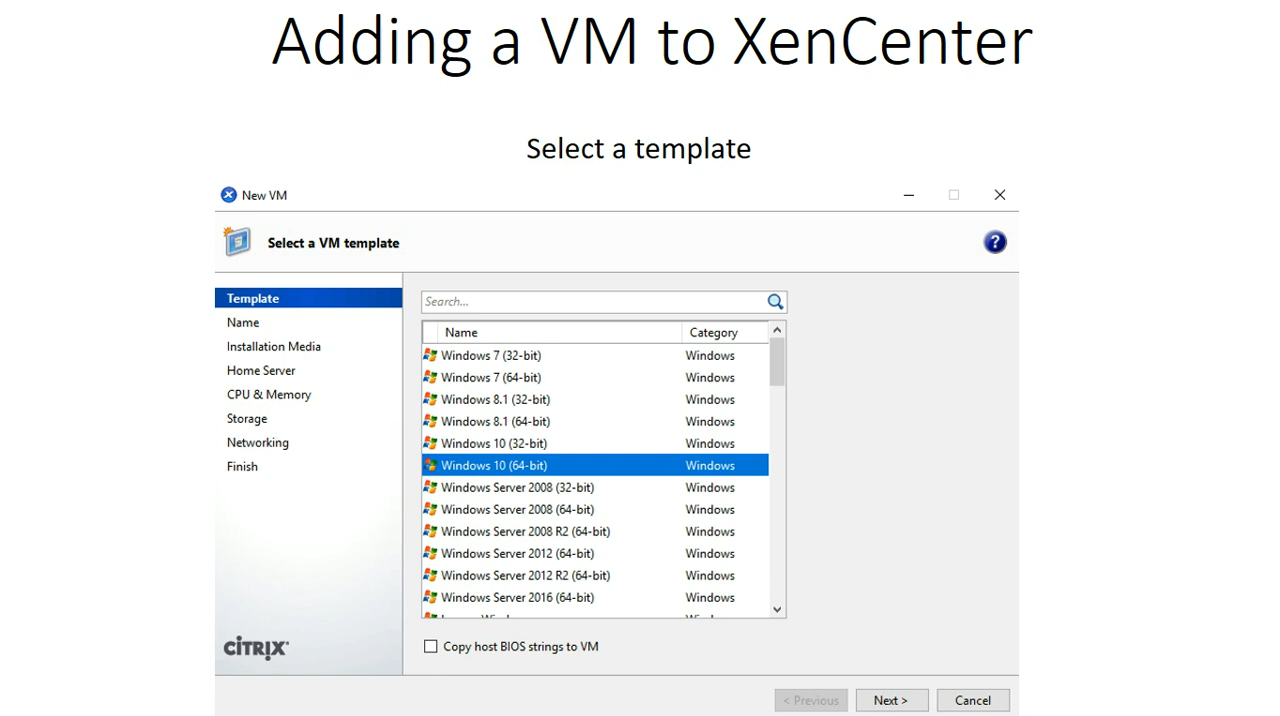 Adding a VM to XenCenter
Select a template
New VM
Select a VM template
?
Template
Name
Installation Media
Home Server
CPU & Memory
Storage
Networking
Finish
CİTRİX
Search...
Name Category
Windows 7 (32-bit) Windows
Windows 7 (64-bit) Windows
Windows 8.1 (32-bit) Windows
Windows 8.1 (64-bit) Windows
Windows 10 (32-bit) Windows
Windows 10 (64-bit) Windows
Windows Server 2008 (32-bit) Windows
Windows Server 2008 (64-bit) Windows
Windows Server 2008 R2 (64-bit) Windows
Windows Server 2012 (64-bit) Windows
Windows Server 2012 R2 (64-bit) Windows
Windows Server 2016 (64-bit) Windows
Copy host BIOS strings to VM
< Previous Next > Cancel